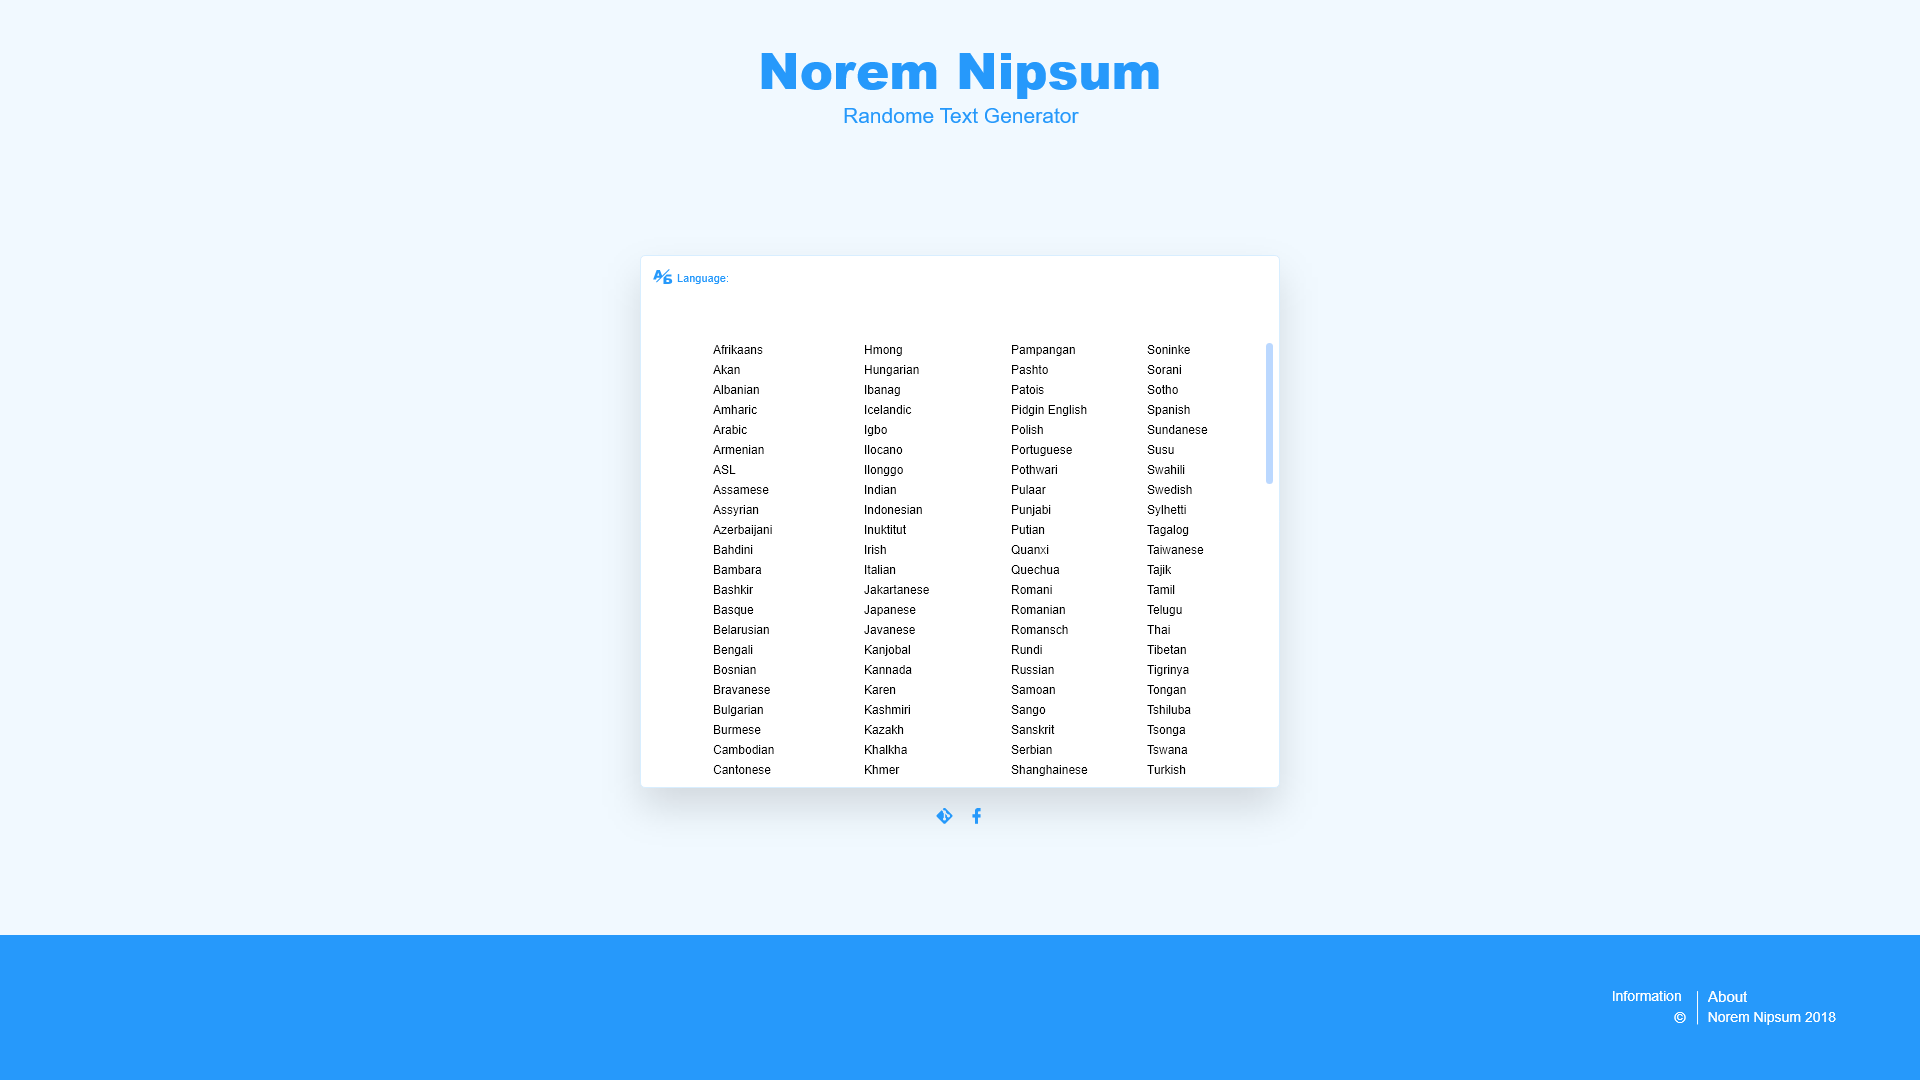 Norem Nipsum
Randome Text Generator
Language:
Afrikaans Hmong Pampangan Soninke
Akan Hungarian Pashto Sorani
Albanian Ibanag Patois Sotho
Amharic Icelandic Pidgin English Spanish
Arabic Igbo Polish Sundanese
Armenian Ilocano Portuguese Susu
ASL Ilonggo Pothwari Swahili
Assamese Indian Pulaar Swedish
Assyrian Indonesian Punjabi Sylhetti
Azerbaijani Inuktitut Putian Tagalog
Bahdini Irish Quanxi Taiwanese
Bambara Italian Quechua Tajik
Bashkir Jakartanese Romani Tamil
Basque Japanese Romanian Telugu
Belarusian Javanese Romansch Thai
Bengali Kanjobal Rundi Tibetan
Bosnian Kannada Russian Tigrinya
Bravanese Karen Samoan Tongan
Bulgarian Kashmiri Sango Tshiluba
Burmese Kazakh Sanskrit Tsonga
Cambodian Khalkha Serbian Tswana
Cantonese Khmer Shanghainese Turkish
Information About
© Norem Nipsum 2018